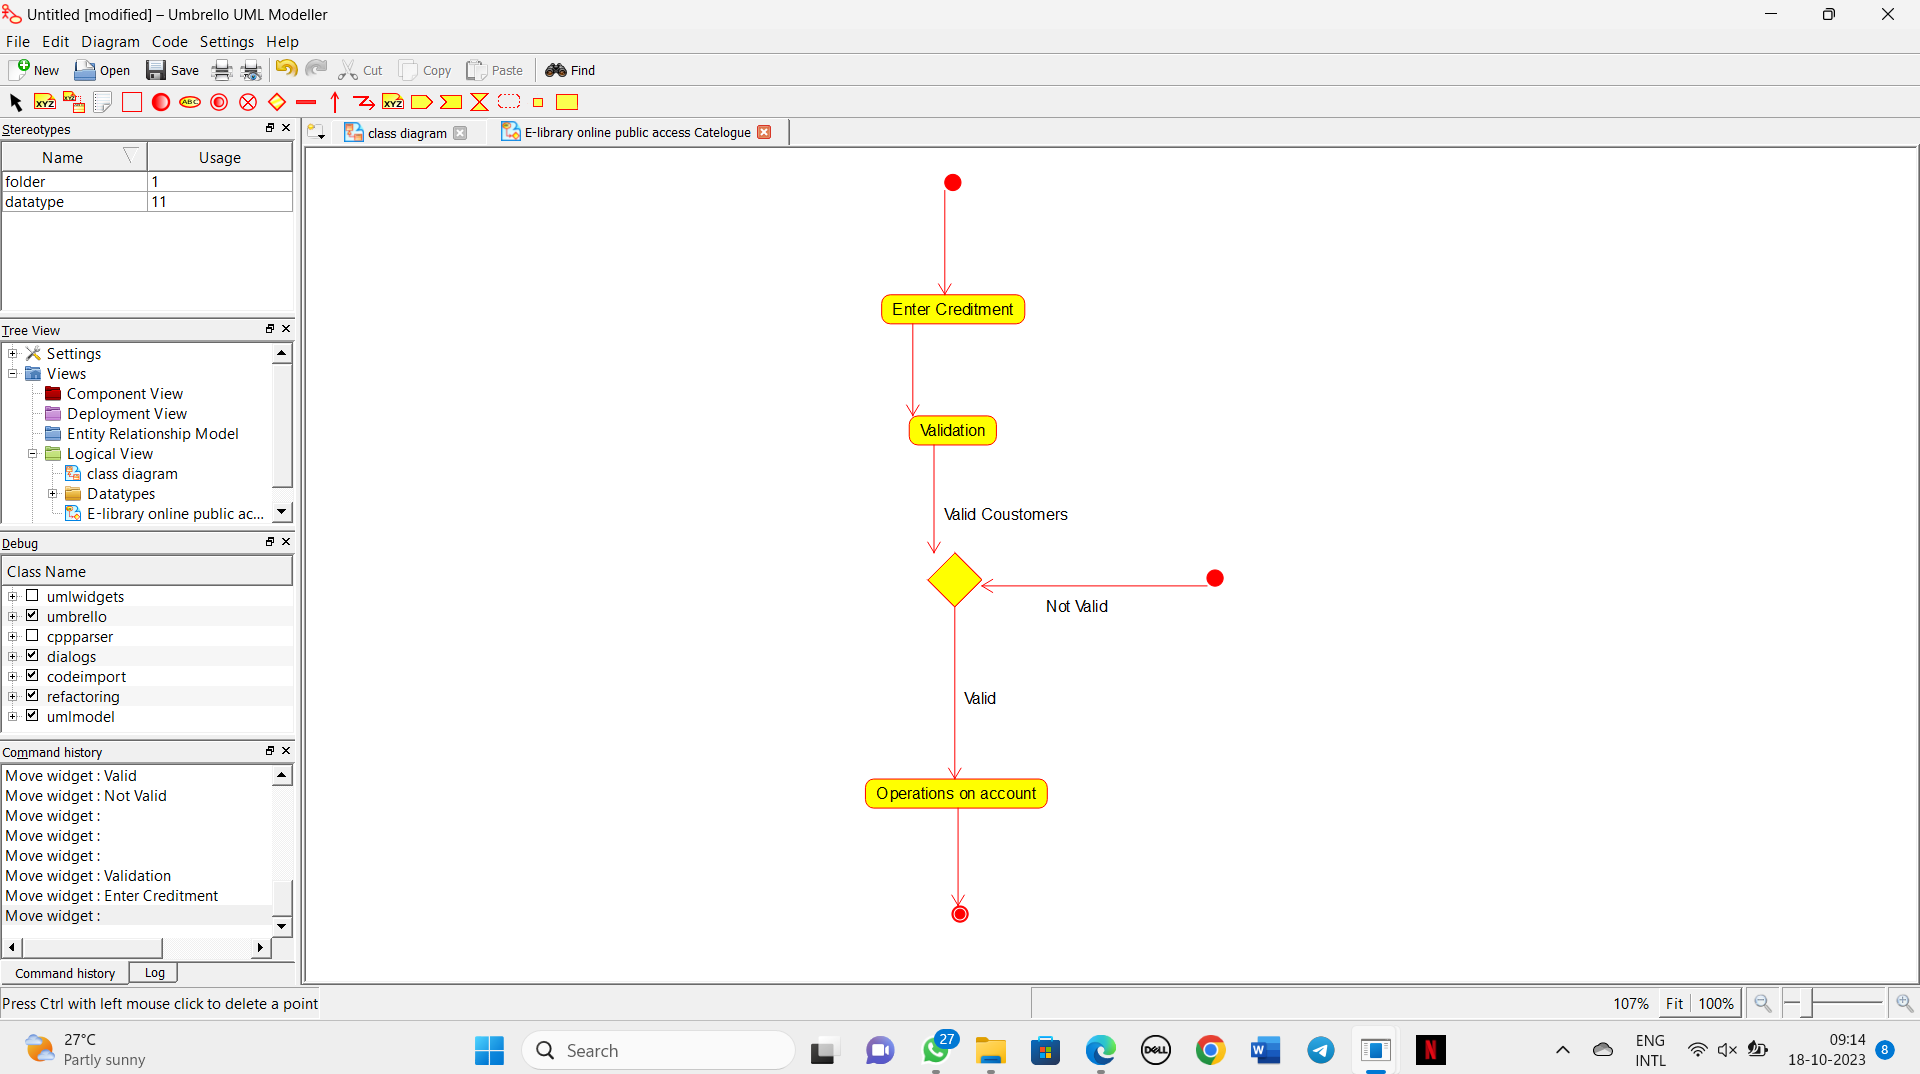 Untitled [modified] – Umbrello UML Modeller
File Edit Diagram Code Settings Help
New Open Save Cut Copy Paste Find
XYZ XYZ ABC XYZ
Stereotypes
Name Usage
folder 1
datatype 11
Tree View
Settings
Views
Component View
Deployment View
Entity Relationship Model
Logical View
class diagram
Datatypes
E-library online public ac...
Debug
Class Name
umlwidgets
umbrello
cppparser
dialogs
codeimport
refactoring
umlmodel
Command history
Move widget : Valid
Move widget : Not Valid
Move widget :
Move widget :
Move widget :
Move widget : Validation
Move widget : Enter Creditment
Move widget :
Command history Log
class diagram E-library online public access Catelogue
Enter Creditment
Validation
Valid Coustomers
Not Valid
Valid
Operations on account
Press Ctrl with left mouse click to delete a point
107% Fit 100%
27°C
Partly sunny
Search
27
DELL
W
N
ENG
INTL
09:14
18-10-2023
8